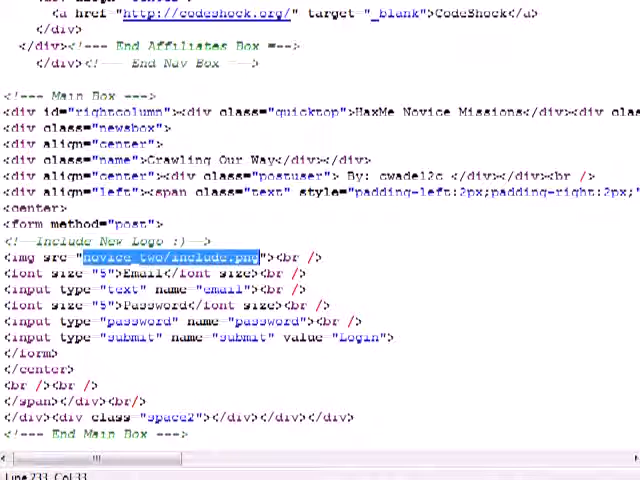 <a href="http://codeshock.org/" target="_blank">CodeShock</a>
</div>
</div><!--- End Affiliates Box --->
</div><!--- End Nav Box --->
<!--- Main Box --->
<div id="rightcolumn"><div class="quicktop">HaxMe Novice Missions</div><div clas
<div class="newsbox">
<div align="center">
<div class="name">Crawling Our Way</div></div>
<div align="center"><div class="postuser"> By: cwade12c </div></div><br />
<div align="left"><span class="text" style="padding-left:2px;padding-right:2px;"
<center>
<form method="post">
<!--Include New Logo :)-->
<img src="novice_two/include.png"><br />
<font size="5">Email</font size><br />
<input type="text" name="email"><br />
<font size="5">Password</font size><br />
<input type="password" name="password"><br />
<input type="submit" name="submit" value="Login">
</form>
</center>
<br /><br />
</span></div><br/>
</div><div class="space2"></div></div></div>
<!--- End Main Box --->
Line 233, Col 33